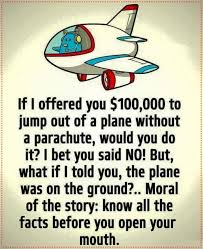 If I offered you $100,000 to
jump out of a plane without
a parachute, would you do
it? I bet you said NO! But,
what if I told you, the plane
was on the ground?.. Moral
of the story: know all the
facts before you open your
mouth.